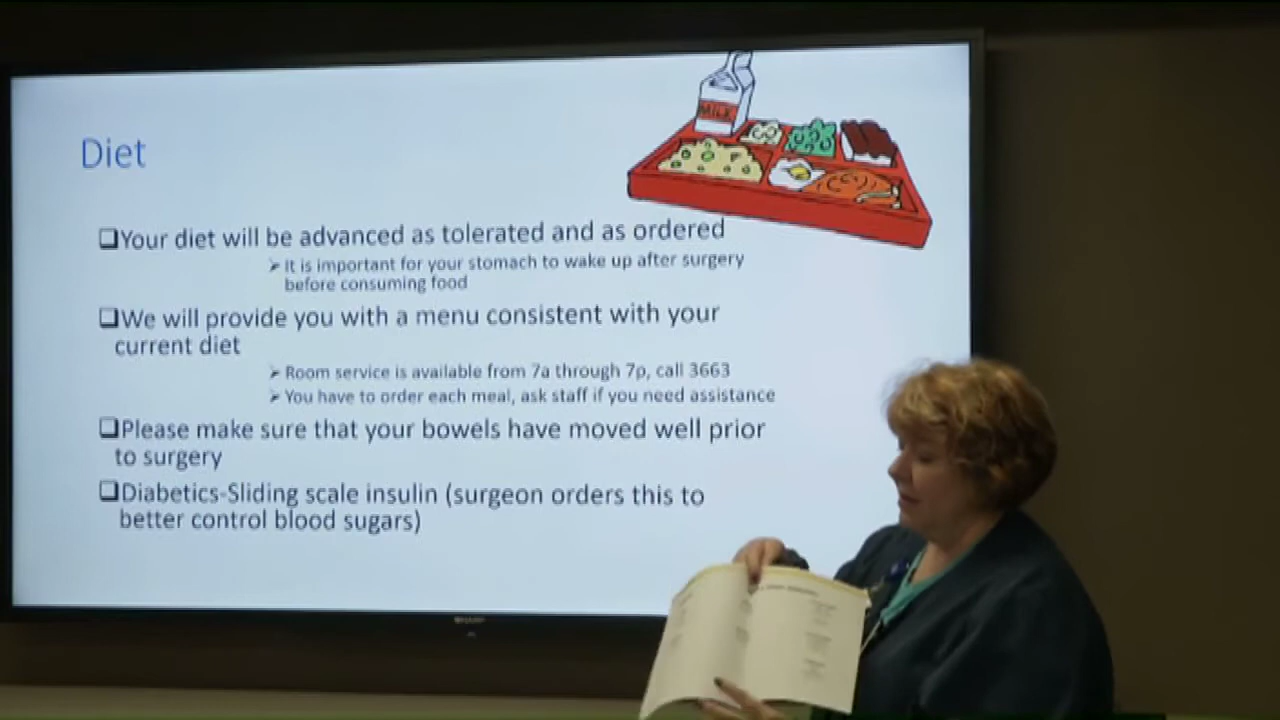 MILK
Diet
❑Your diet will be advanced as tolerated and as ordered
➢ It is important for your stomach to wake up after surgery
before consuming food
❑We will provide you with a menu consistent with your
current diet
➢ Room service is available from 7a through 7p, call 3663
➢ You have to order each meal, ask staff if you need assistance
❑Please make sure that your bowels have moved well prior
to surgery
❑Diabetics-Sliding scale insulin (surgeon orders this to
better control blood sugars)
SHARP